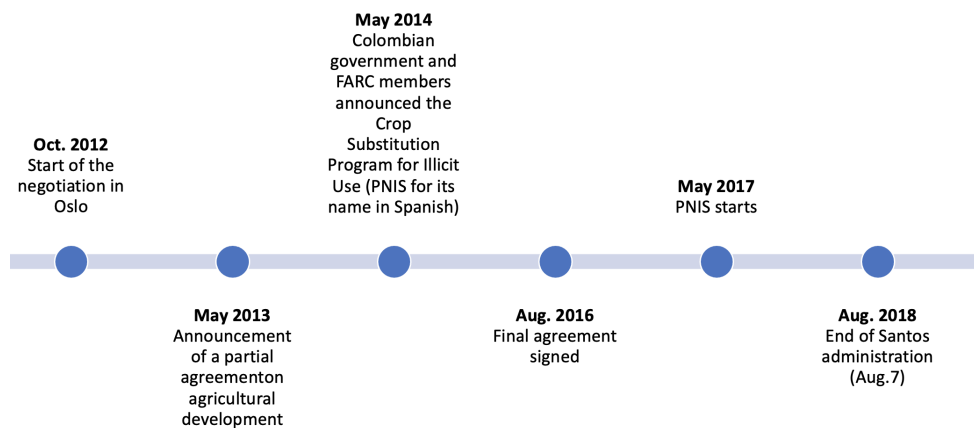 Oct. 2012
Start of the
negotiation in
Oslo
May 2013
Announcement
of a partial
agreementon
agricultural
development
May 2014
Colombian
government and
FARC members
announced the
Crop
Substitution
Program for Illicit
Use (PNIS for its
name in Spanish)
Aug. 2016
Final agreement
signed
May 2017
PNIS starts
Aug. 2018
End of Santos
administration
(Aug.7)